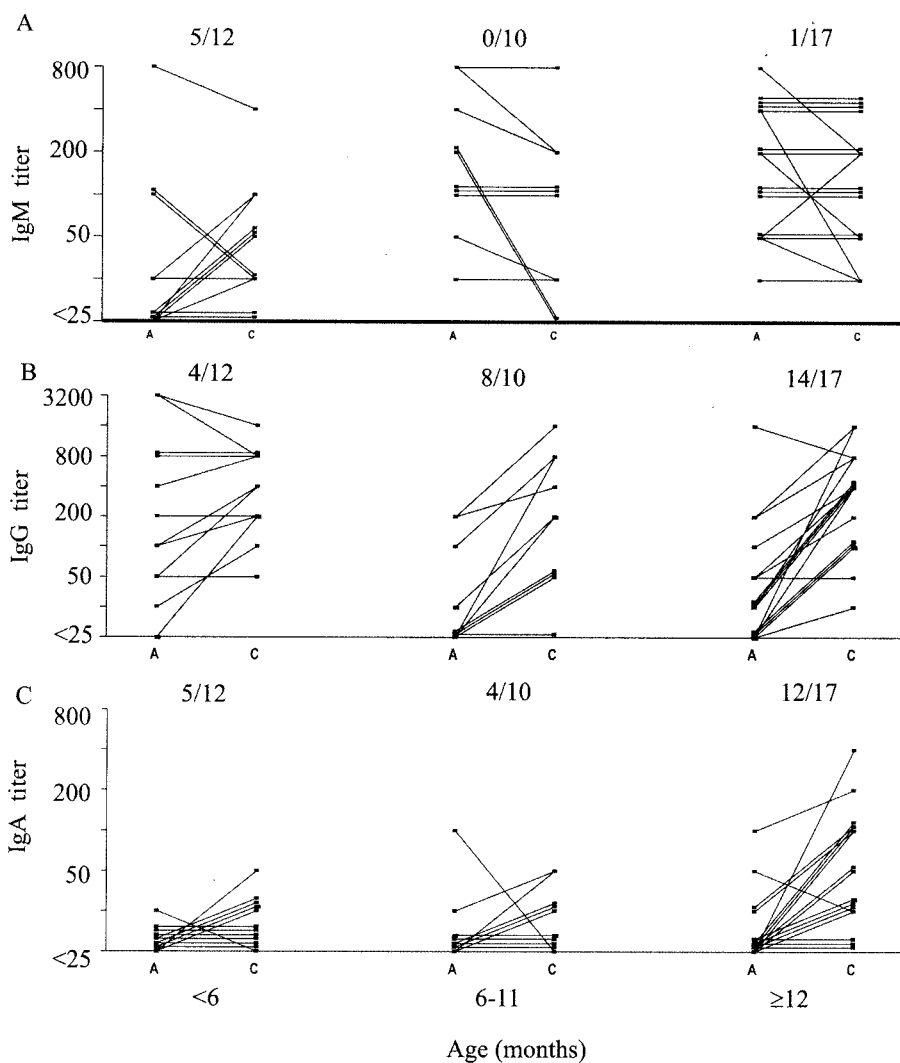 A
5/12 0/10 1/17
800
200
IgM titer
50
<25
A C A C A C
B
4/12 8/10 14/17
3200
800
IgG titer
200
50
<25
A C A C A C
C
5/12 4/10 12/17
800
200
IgA titer
50
<25
A C A C A C
<6 6-11 ≥12
Age (months)